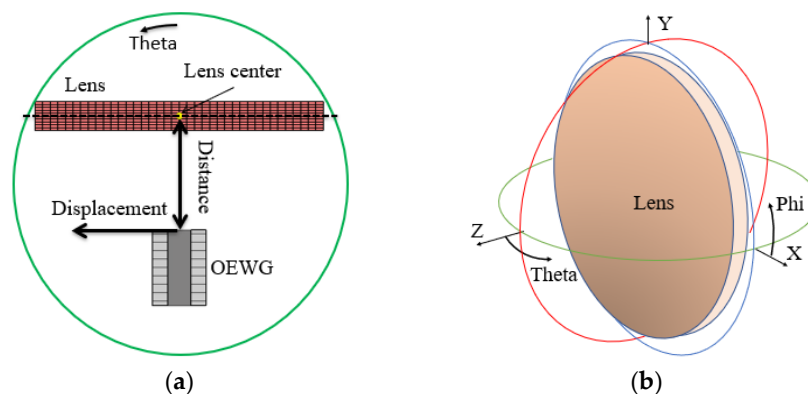 Theta
Lens
Lens center
Distance
Displacement
OEWG
(a)
Y
Lens
Phi
Z
X
Theta
(b)